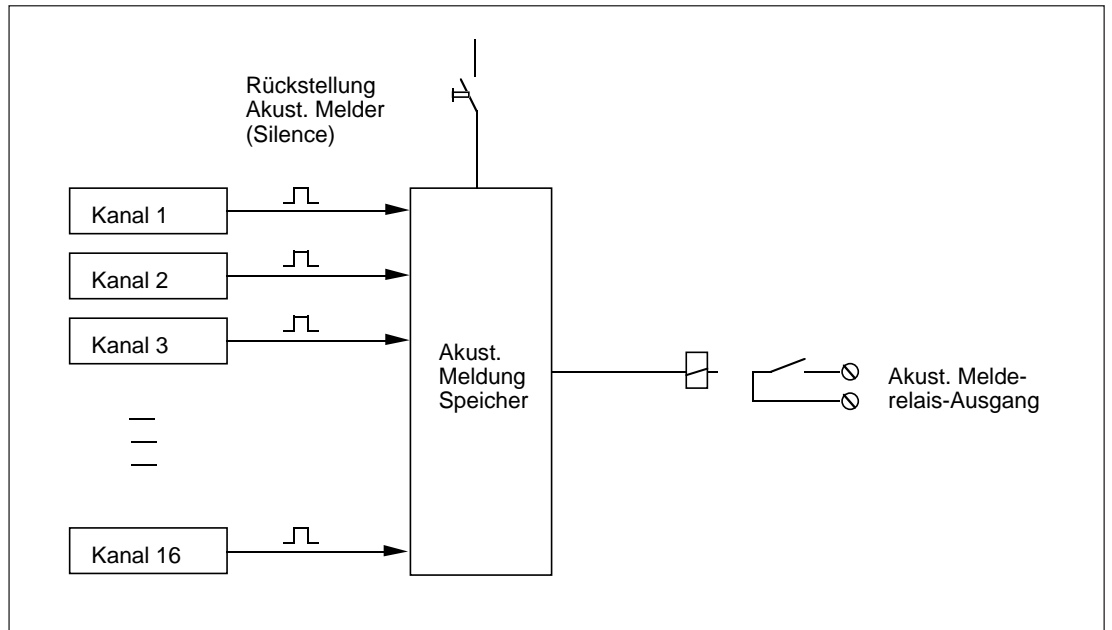 Rückstellung
Akust. Melder
(Silence)
Kanal 1
Kanal 2
Kanal 3
Kanal 16
Akust.
Meldung
Speicher
Akust. Melde-
relais-Ausgang